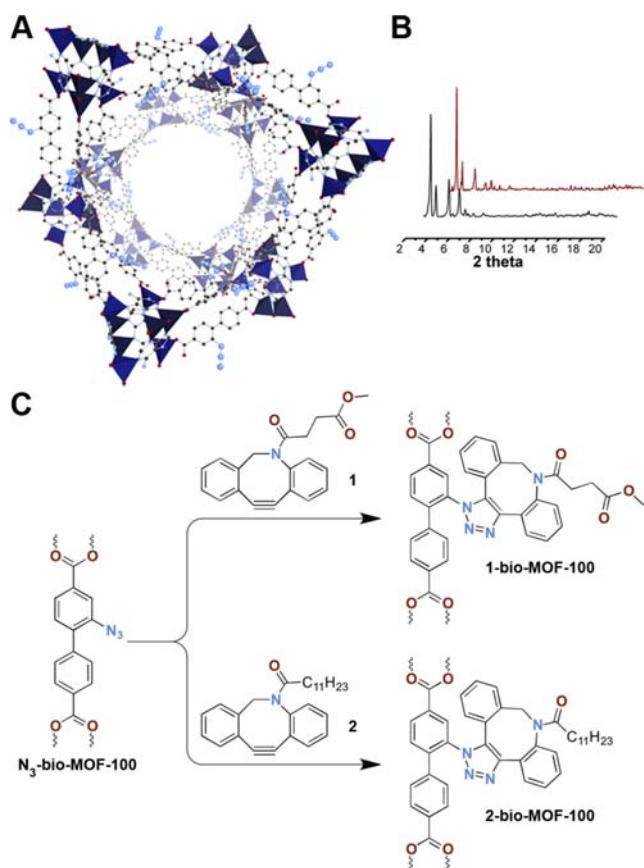 A
B
2 4 6 8 10 12 14 16 18 20
2 theta
C
O
O
O
N
1
O
O
O
O
N
N
N
N
O
O
O
O
O
1-bio-MOF-100
O
O
N3
O
O
N3-bio-MOF-100
O
C11H23
N
2
O
O
O
N
C11H23
N
N
N
O
O
2-bio-MOF-100